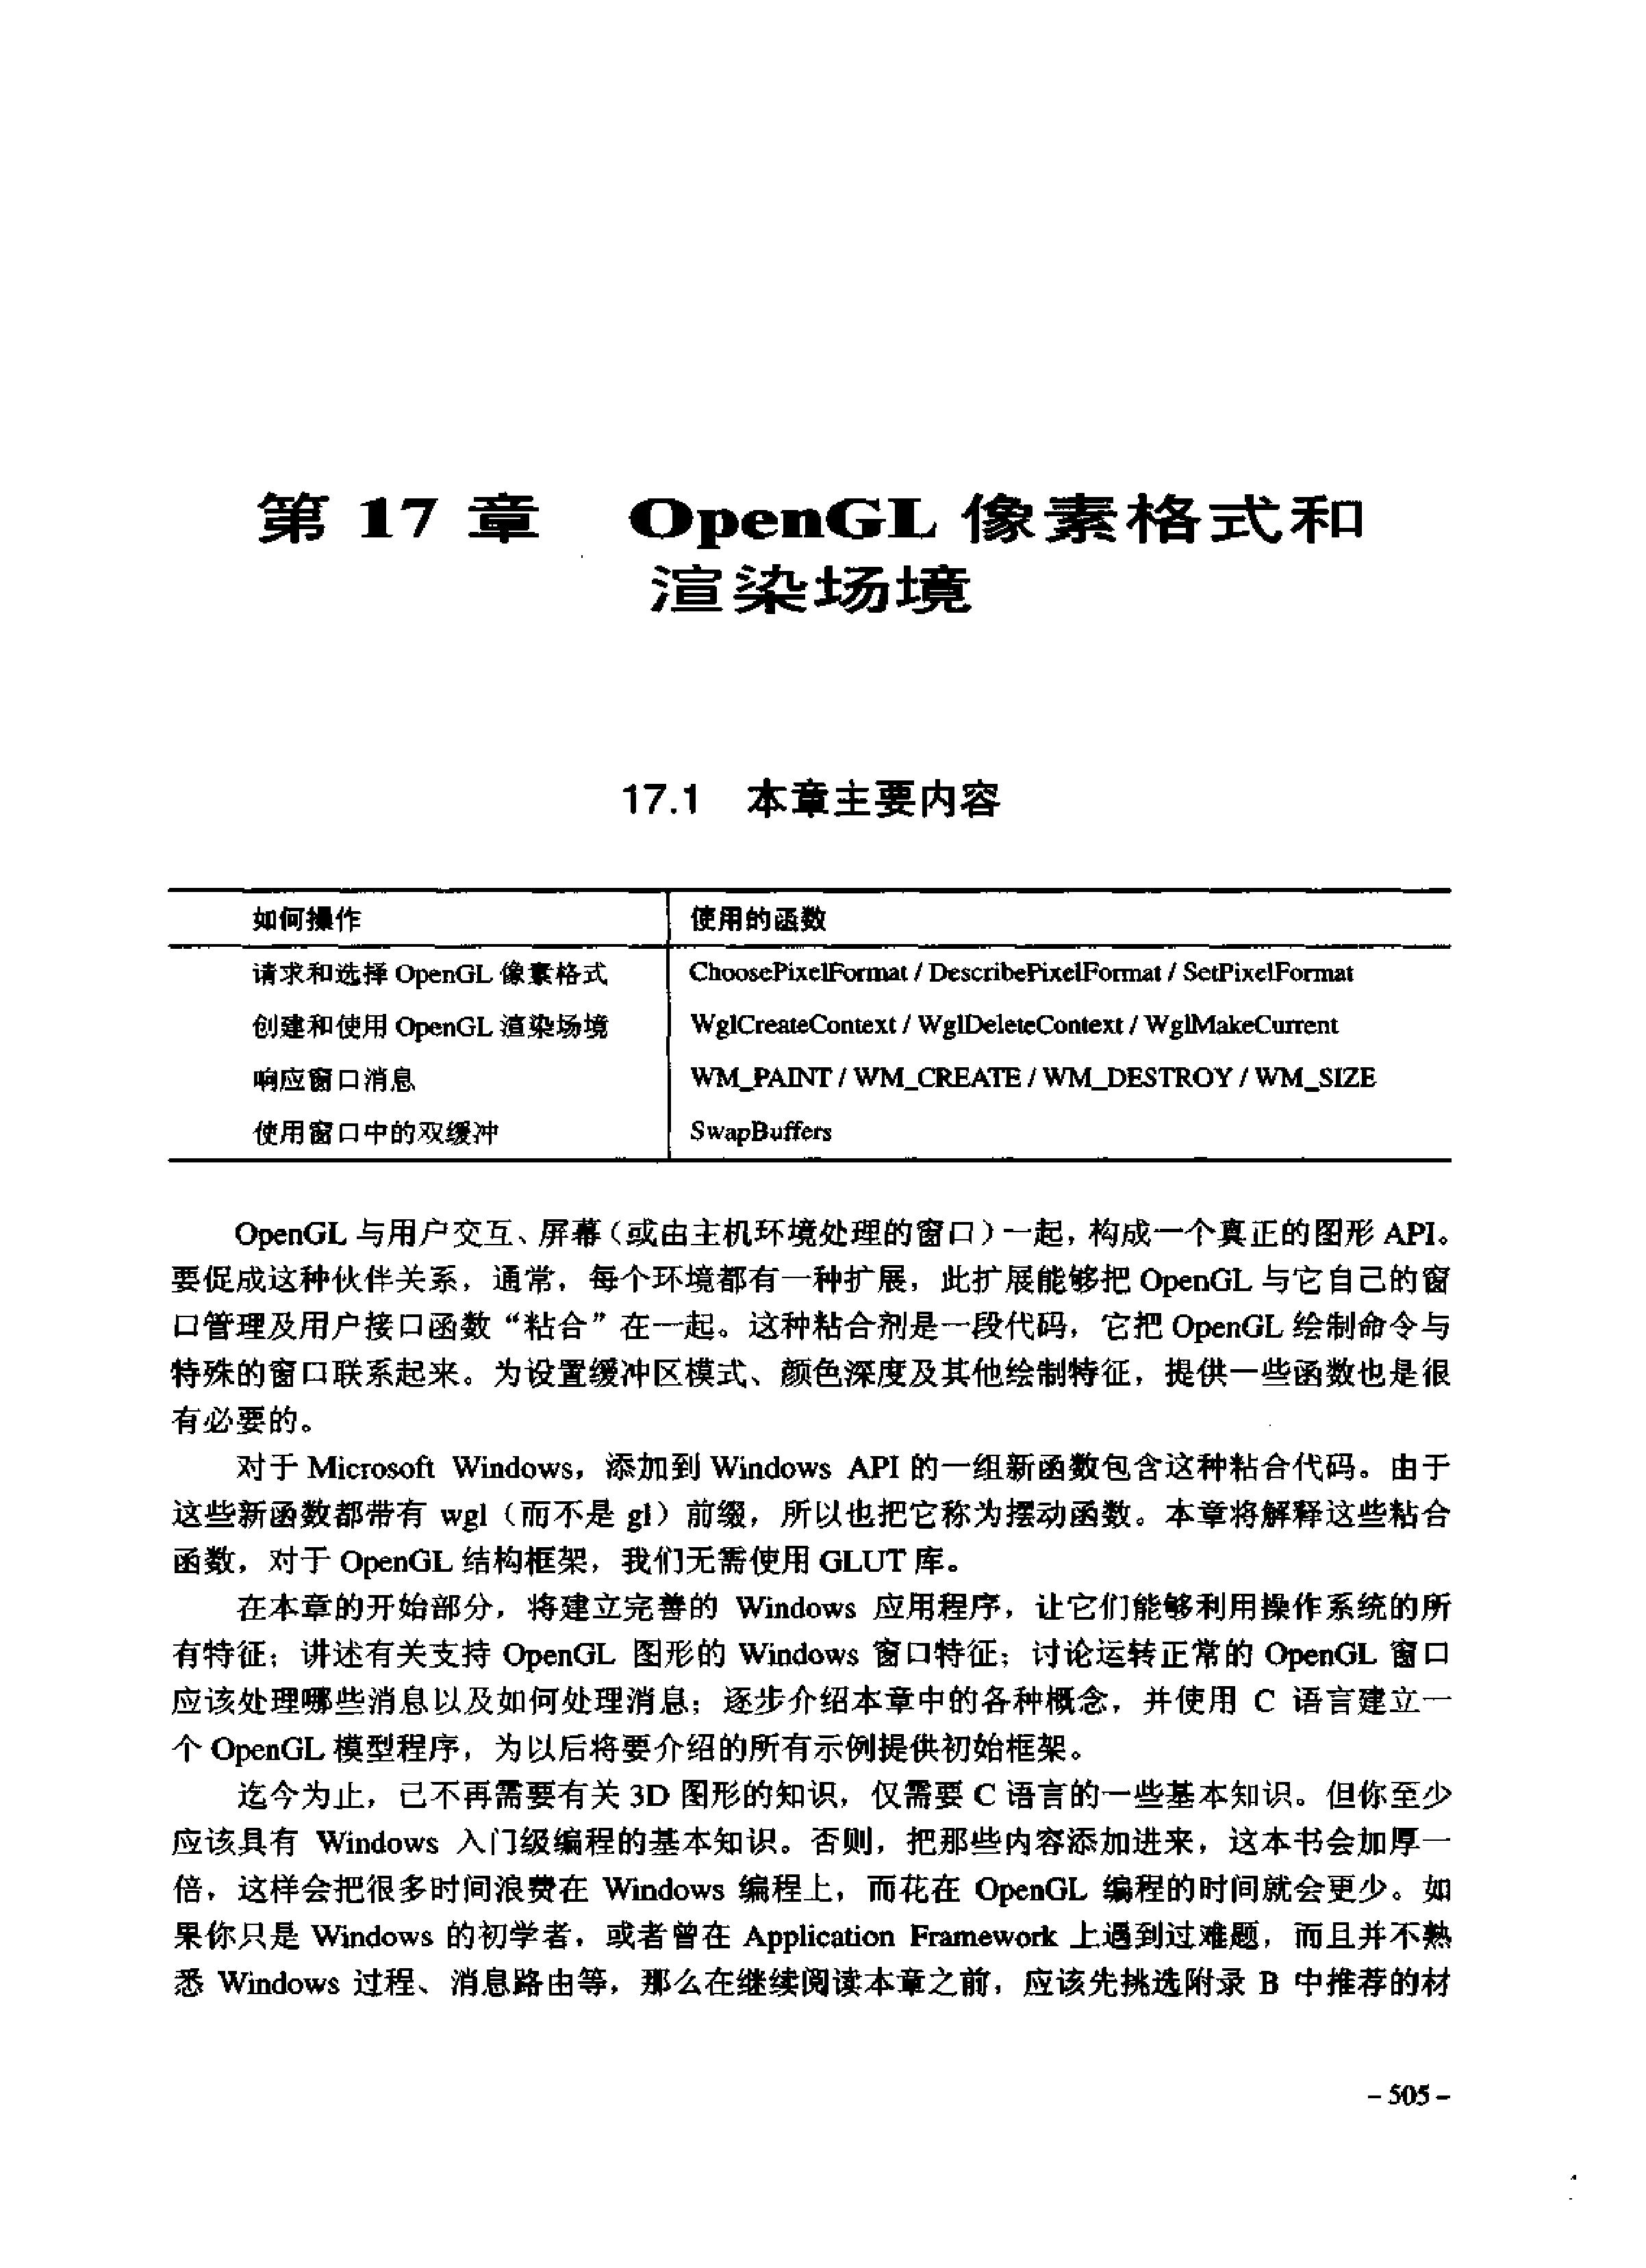 第 17 章 OpenGL 像素格式和
渲染场境
17.1 本章主要内容
如何操作 使用的函数
请求和选择 OpenGL 像素格式 ChoosePixelFormat / DescribePixelFormat / SetPixelFormat
创建和使用 OpenGL 渲染场境 WglCreateContext / WglDeleteContext / WglMakeCurrent
响应窗口消息 WM_PAINT / WM_CREATE / WM_DESTROY / WM_SIZE
使用窗口中的双缓冲 SwapBuffers
OpenGL 与用户交互、屏幕（或由主机环境处理的窗口）一起，构成一个真正的图形 API。
要促成这种伙伴关系，通常，每个环境都有一种扩展，此扩展能够把 OpenGL 与它自己的窗
口管理及用户接口函数“粘合”在一起。这种粘合剂是一段代码，它把 OpenGL 绘制命令与
特殊的窗口联系起来。为设置缓冲区模式、颜色深度及其他绘制特征，提供一些函数也是很
有必要的。
对于 Microsoft Windows，添加到 Windows API 的一组新函数包含这种粘合代码。由于
这些新函数都带有 wgl（而不是 gl）前缀，所以也把它称为摆动函数。本章将解释这些粘合
函数，对于 OpenGL 结构框架，我们无需使用 GLUT 库。
在本章的开始部分，将建立完善的 Windows 应用程序，让它们能够利用操作系统的所
有特征；讲述有关支持 OpenGL 图形的 Windows 窗口特征；讨论运转正常的 OpenGL 窗口
应该处理哪些消息以及如何处理消息；逐步介绍本章中的各种概念，并使用 C 语言建立一
个 OpenGL 模型程序，为以后将要介绍的所有示例提供初始框架。
迄今为止，已不再需要有关 3D 图形的知识，仅需要 C 语言的一些基本知识。但你至少
应该具有 Windows 入门级编程的基本知识。否则，把那些内容添加进来，这本书会加厚一
倍，这样会把很多时间浪费在 Windows 编程上，而花在 OpenGL 编程的时间就会更少。如
果你只是 Windows 的初学者，或者曾在 Application Framework 上遇到过难题，而且并不熟
悉 Windows 过程、消息路由等，那么在继续阅读本章之前，应该先挑选附录 B 中推荐的材
- 505 -